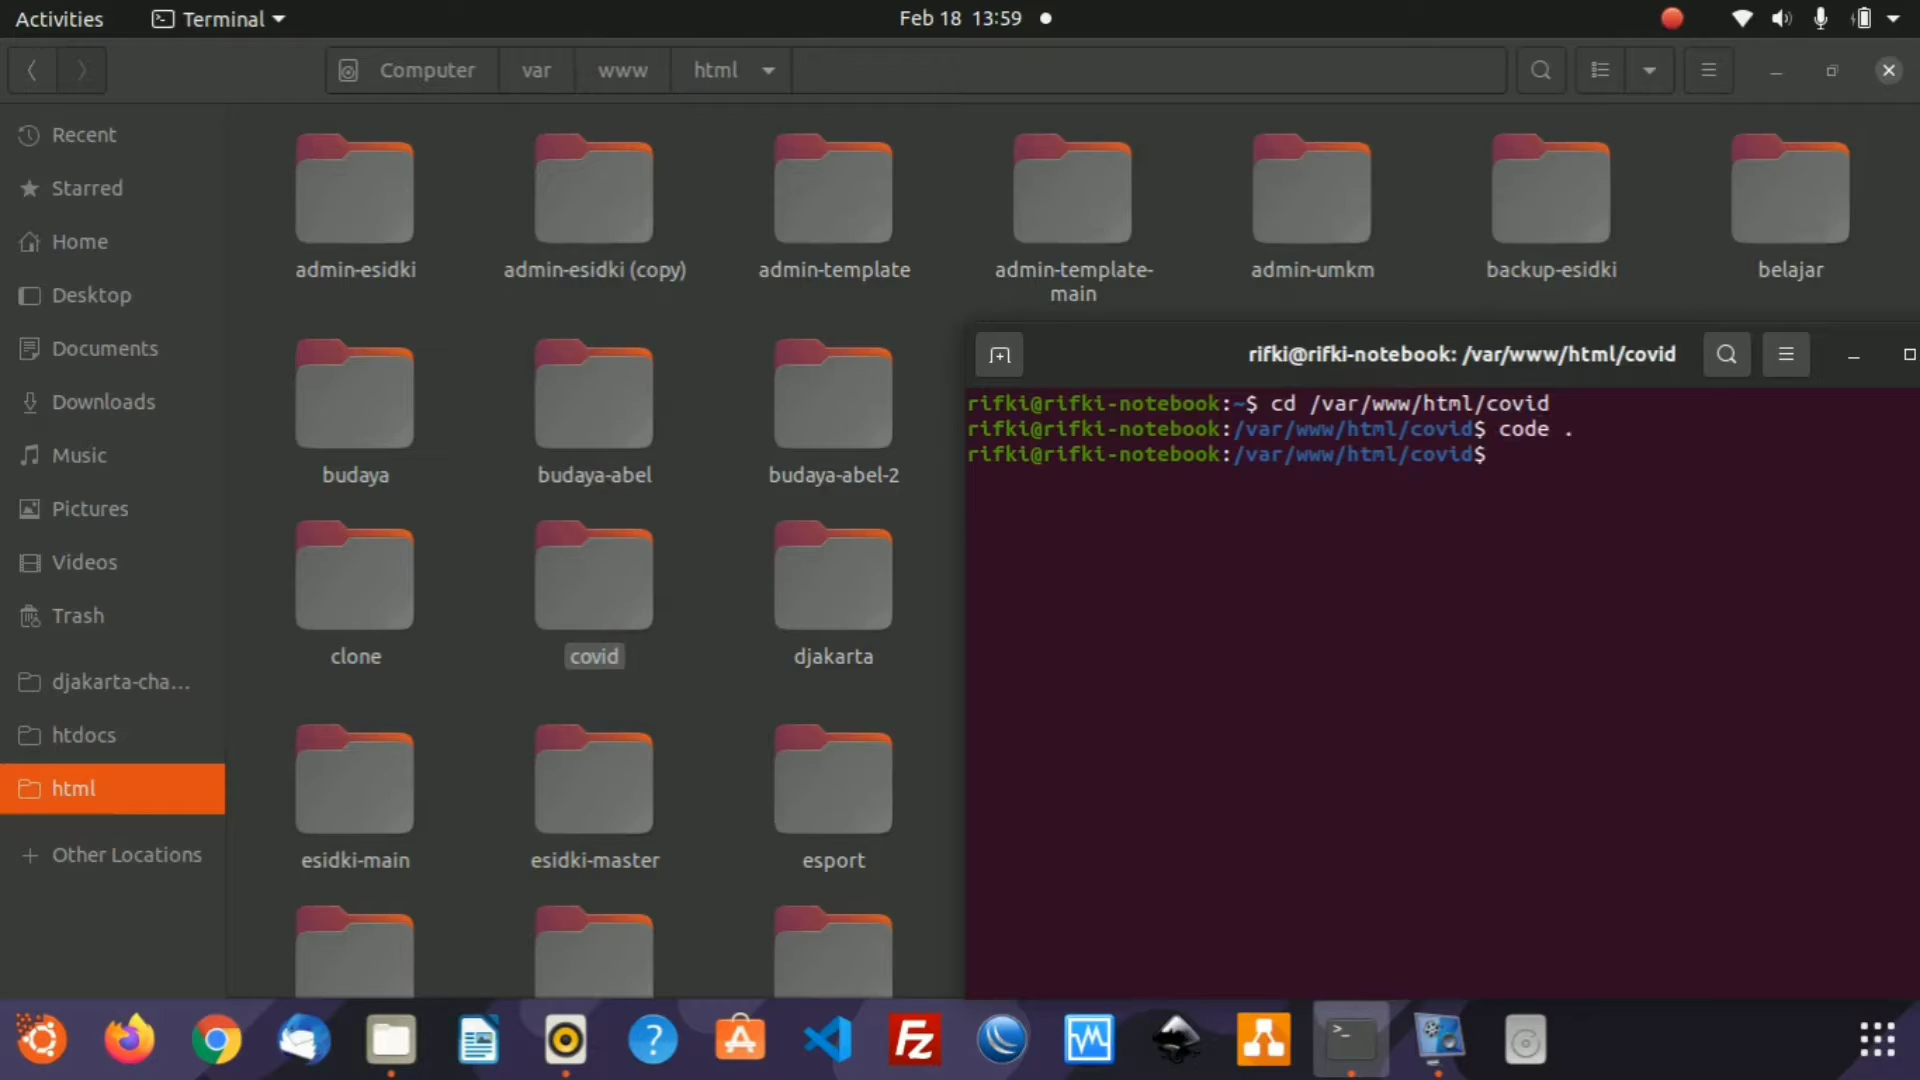 Activities
Terminal
Feb 18 13:59
Computer
var
www
html
Recent
Starred
Home
Desktop
Documents
Downloads
Music
Pictures
Videos
Trash
djakarta-cha...
htdocs
html
Other Locations
admin-esidki
admin-esidki (copy)
admin-template
admin-template-
main
admin-umkm
backup-esidki
belajar
budaya
budaya-abel
budaya-abel-2
clone
covid
djakarta
esidki-main
esidki-master
esport
rifki@rifki-notebook: /var/www/html/covid
rifki@rifki-notebook:~$ cd /var/www/html/covid
rifki@rifki-notebook:/var/www/html/covid$ code .
rifki@rifki-notebook:/var/www/html/covid$